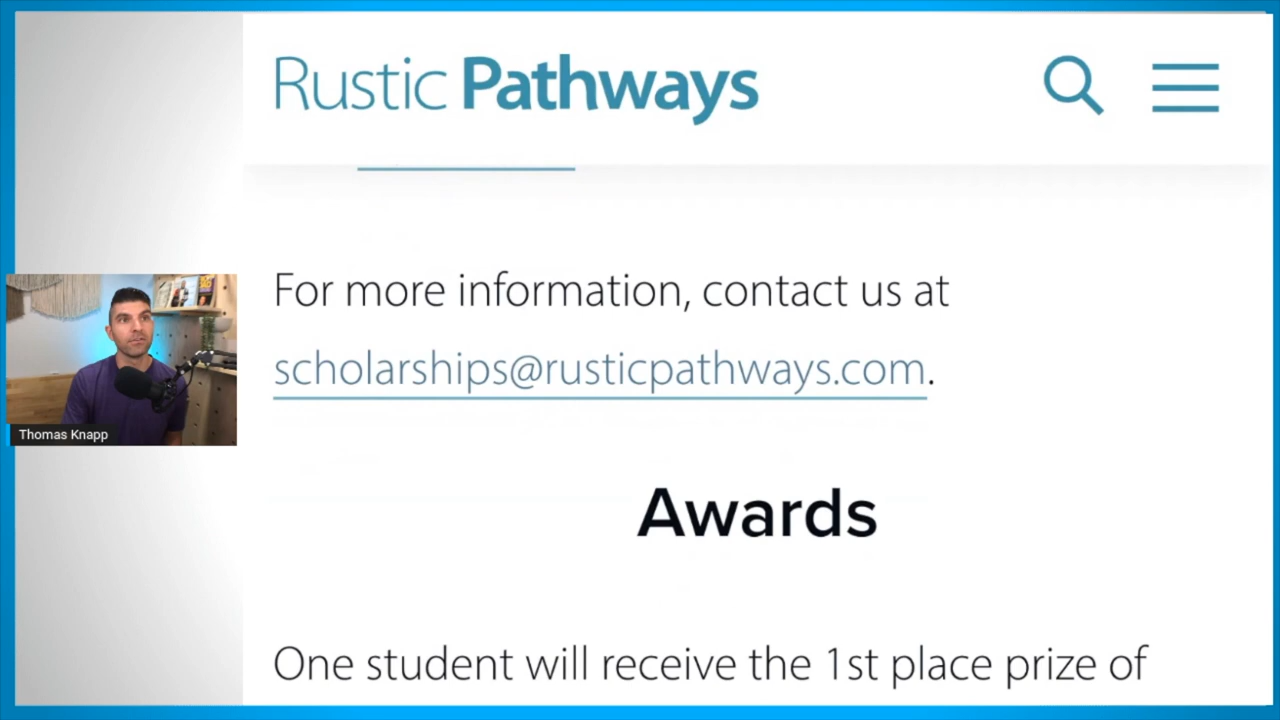 Rustic Pathways
For more information, contact us at
scholarships@rusticpathways.com.
Thomas Knapp
Awards
One student will receive the 1st place prize of